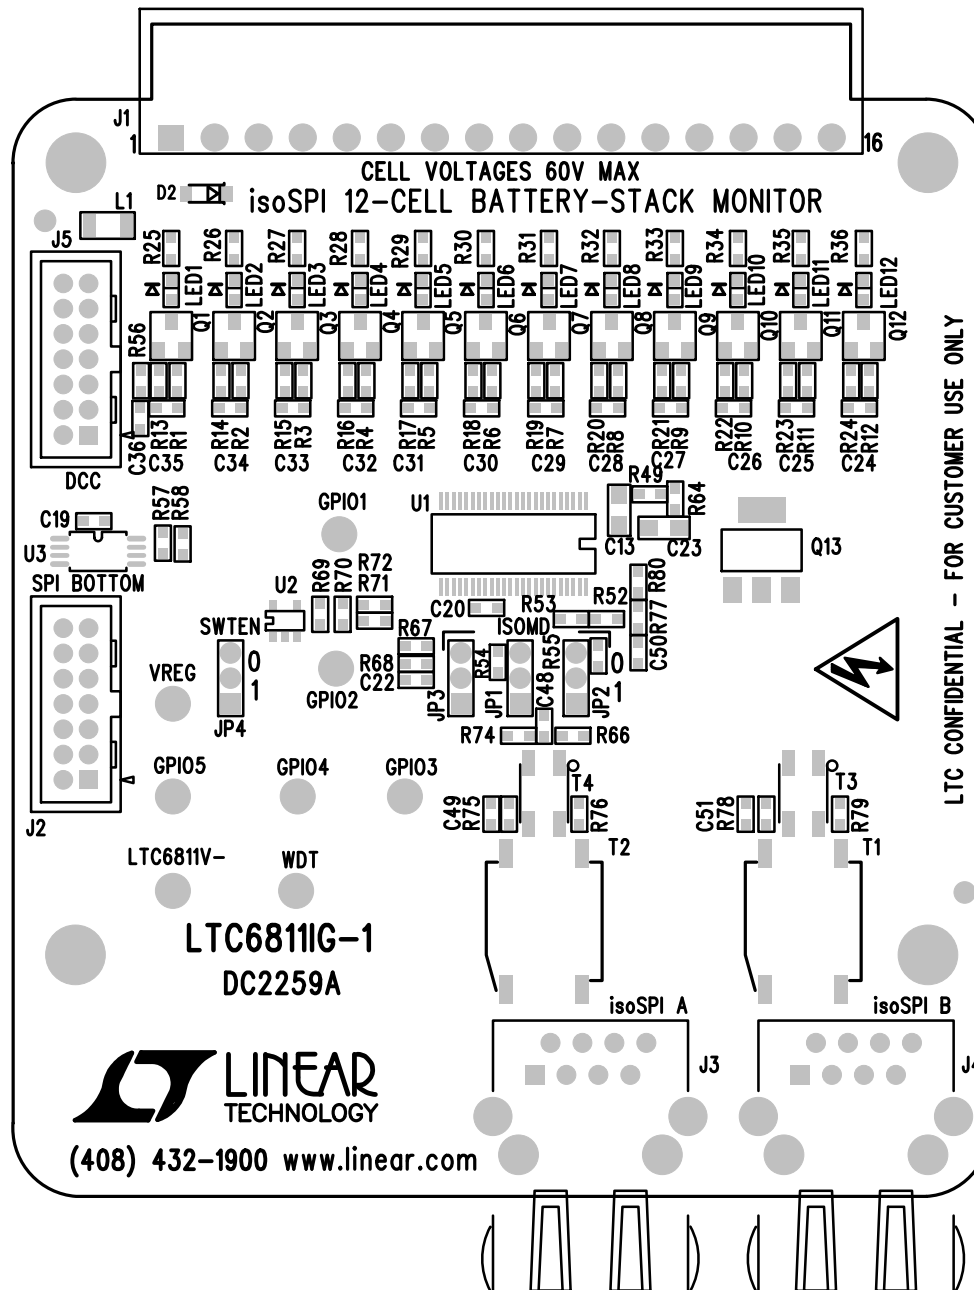 J1
1
16
CELL VOLTAGES 60V MAX
D2
isoSPI 12-CELL BATTERY-STACK MONITOR
L1
J5
R25 R26 R27 R28 R29 R30 R31 R32 R33 R34 R35 R36
LED1 LED2 LED3 LED4 LED5 LED6 LED7 LED8 LED9 LED10 LED11 LED12
Q1 Q2 Q3 Q4 Q5 Q6 Q7 Q8 Q9 Q10 Q11 Q12
R56
C36
R13 R1 R14 R2 R15 R3 R16 R4 R17 R5 R18 R6 R19 R7 R20 R8 R21 R9 R22 R10 R23 R11 R24 R12
C35 C34 C33 C32 C31 C30 C29 C28 C27 C26 C25 C24
DCC
LTC CONFIDENTIAL - FOR CUSTOMER USE ONLY
C19
R57
R58
U3
SPI BOTTOM
GPIO1
U1
R49
R64
C13
C23
Q13
U2
R69
R70
R72
R71
C20
R53
R52
R80
R77
C50
SWTEN
0
1
JP4
R67
R68
C22
ISOMD
R54
R55
JP3
JP1
C48
JP2
0
1
VREG
GPIO2
R74
R66
GPIO5
GPIO4
GPIO3
T4
T3
C49
R75
R76
C51
R78
R79
J2
T2
T1
LTC6811V-
WDT
LTC6811IG-1
DC2259A
isoSPI A
isoSPI B
J3
J4
LINEAR
TECHNOLOGY
(408) 432-1900 www.linear.com